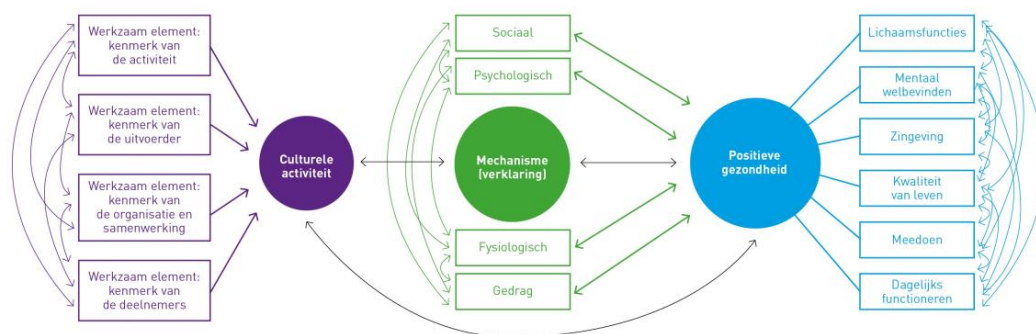 Werkzaam element:
kenmerk van
de activiteit
Werkzaam element:
kenmerk van
de uitvoerder
Werkzaam element:
kenmerk van
de organisatie en
samenwerking
Werkzaam element:
kenmerk van
de deelnemers
Culturele
activiteit
Sociaal
Psychologisch
Mechanisme
(verklaring)
Fysiologisch
Gedrag
Positieve
gezondheid
Lichaamsfuncties
Mentaal
welbevinden
Zingeving
Kwaliteit
van leven
Meedoen
Dagelijks
functioneren